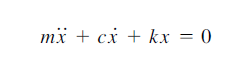 mẍ + cẋ + kx = 0